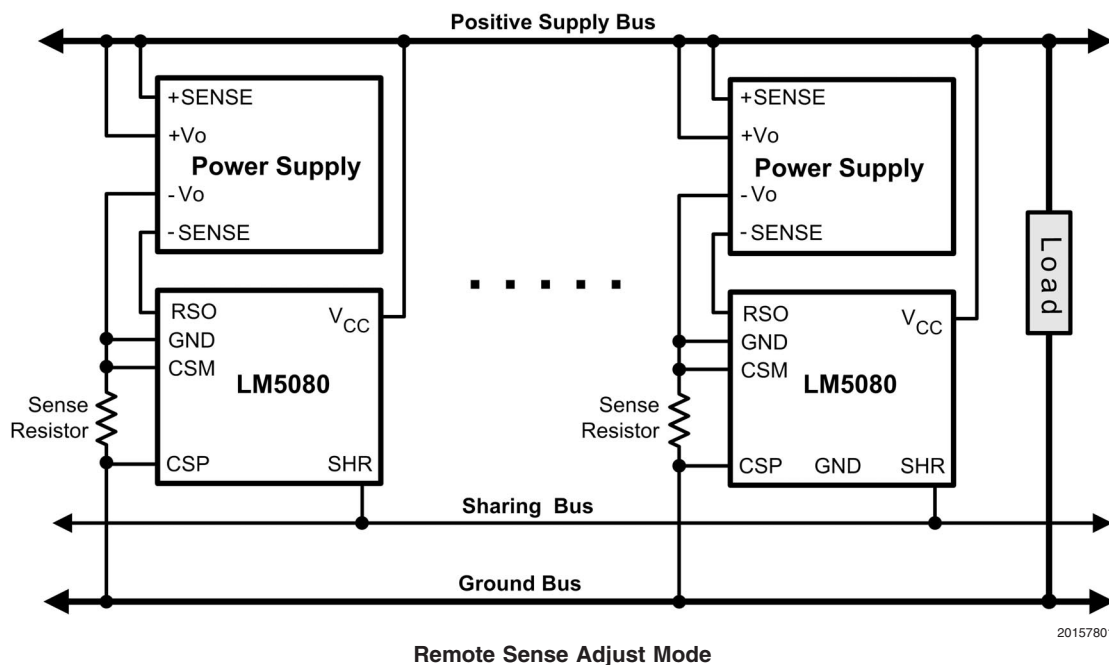 Positive Supply Bus
+SENSE
+Vo
Power Supply
-Vo
-SENSE
RSO
VCC
GND
CSM
LM5080
Sense
Resistor
CSP
SHR
+SENSE
+Vo
Power Supply
-Vo
-SENSE
RSO
VCC
GND
CSM
LM5080
Sense
Resistor
CSP
GND
SHR
Load
Sharing Bus
Ground Bus
2015780
Remote Sense Adjust Mode